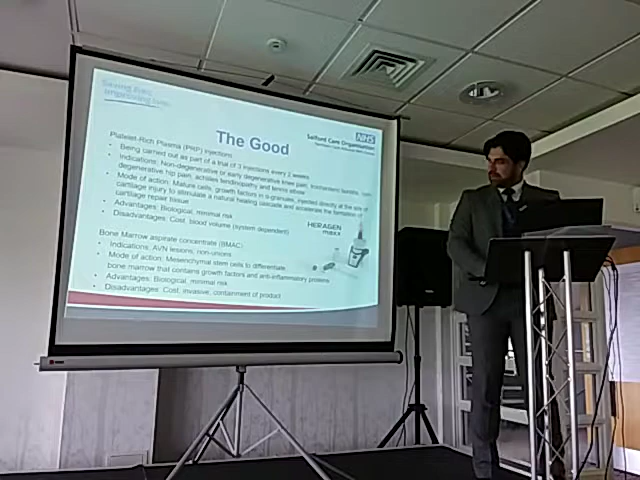 Saving lives,
Improving lives
The Good
Salford Care Organisation
NHS
Platelet-Rich Plasma (PRP) injections
• Being carried out as part of a trial of 3 injections every 2 weeks
• Indications: Non-degenerative or early degenerative knee pain,
degenerative hip pain, achilles tendinopathy and tennis elbow
• Mode of action: Mature cells, growth factors in α-granules, injected directly at the site of
cartilage injury to stimulate a natural healing cascade and accelerate the formation of
cartilage repair tissue
• Advantages: Biological, minimal risk
• Disadvantages: Cost, blood volume (system dependent)
HERAGEN
Bone Marrow aspirate concentrate (BMAC)
• Indications: AVN lesions, non-unions
• Mode of action: Mesenchymal stem cells to differentiate,
bone marrow that contains growth factors and anti-inflammatory proteins
• Advantages: Biological, minimal risk
• Disadvantages: Cost, invasive, containment of product